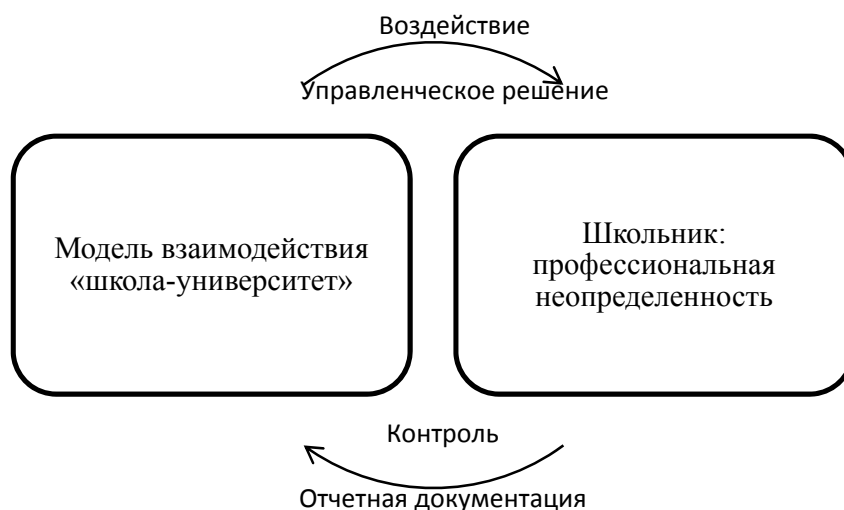 Воздействие
Управленческое решение
Модель взаимодействия
«школа-университет»
Школьник:
профессиональная
неопределенность
Контроль
Отчетная документация